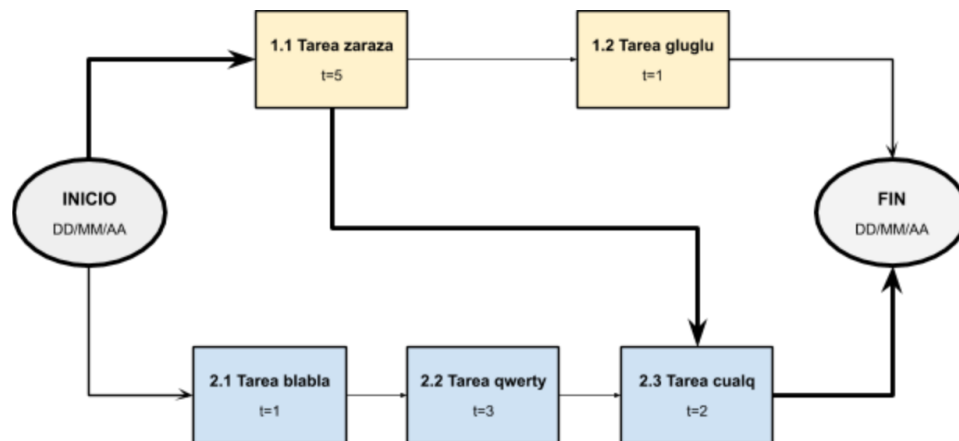 1.1 Tarea zaraza
t=5
1.2 Tarea gluglu
t=1
INICIO
DD/MM/AA
FIN
DD/MM/AA
2.1 Tarea blabla
t=1
2.2 Tarea qwerty
t=3
2.3 Tarea cualq
t=2